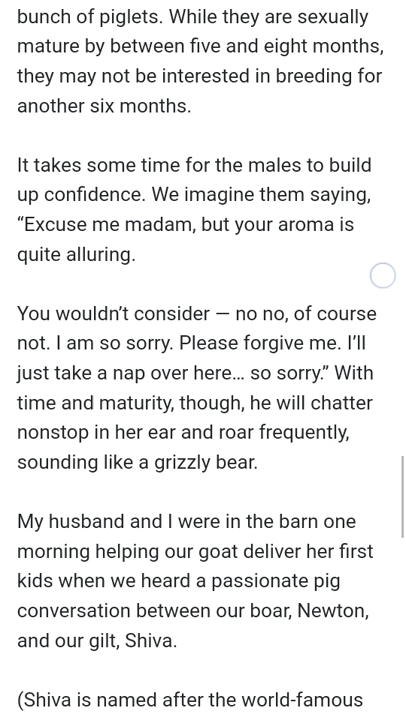 bunch of piglets. While they are sexually
mature by between five and eight months,
they may not be interested in breeding for
another six months.
It takes some time for the males to build
up confidence. We imagine them saying,
“Excuse me madam, but your aroma is
quite alluring.
You wouldn’t consider — no no, of course
not. I am so sorry. Please forgive me. I’ll
just take a nap over here… so sorry.” With
time and maturity, though, he will chatter
nonstop in her ear and roar frequently,
sounding like a grizzly bear.
My husband and I were in the barn one
morning helping our goat deliver her first
kids when we heard a passionate pig
conversation between our boar, Newton,
and our gilt, Shiva.
(Shiva is named after the world-famous